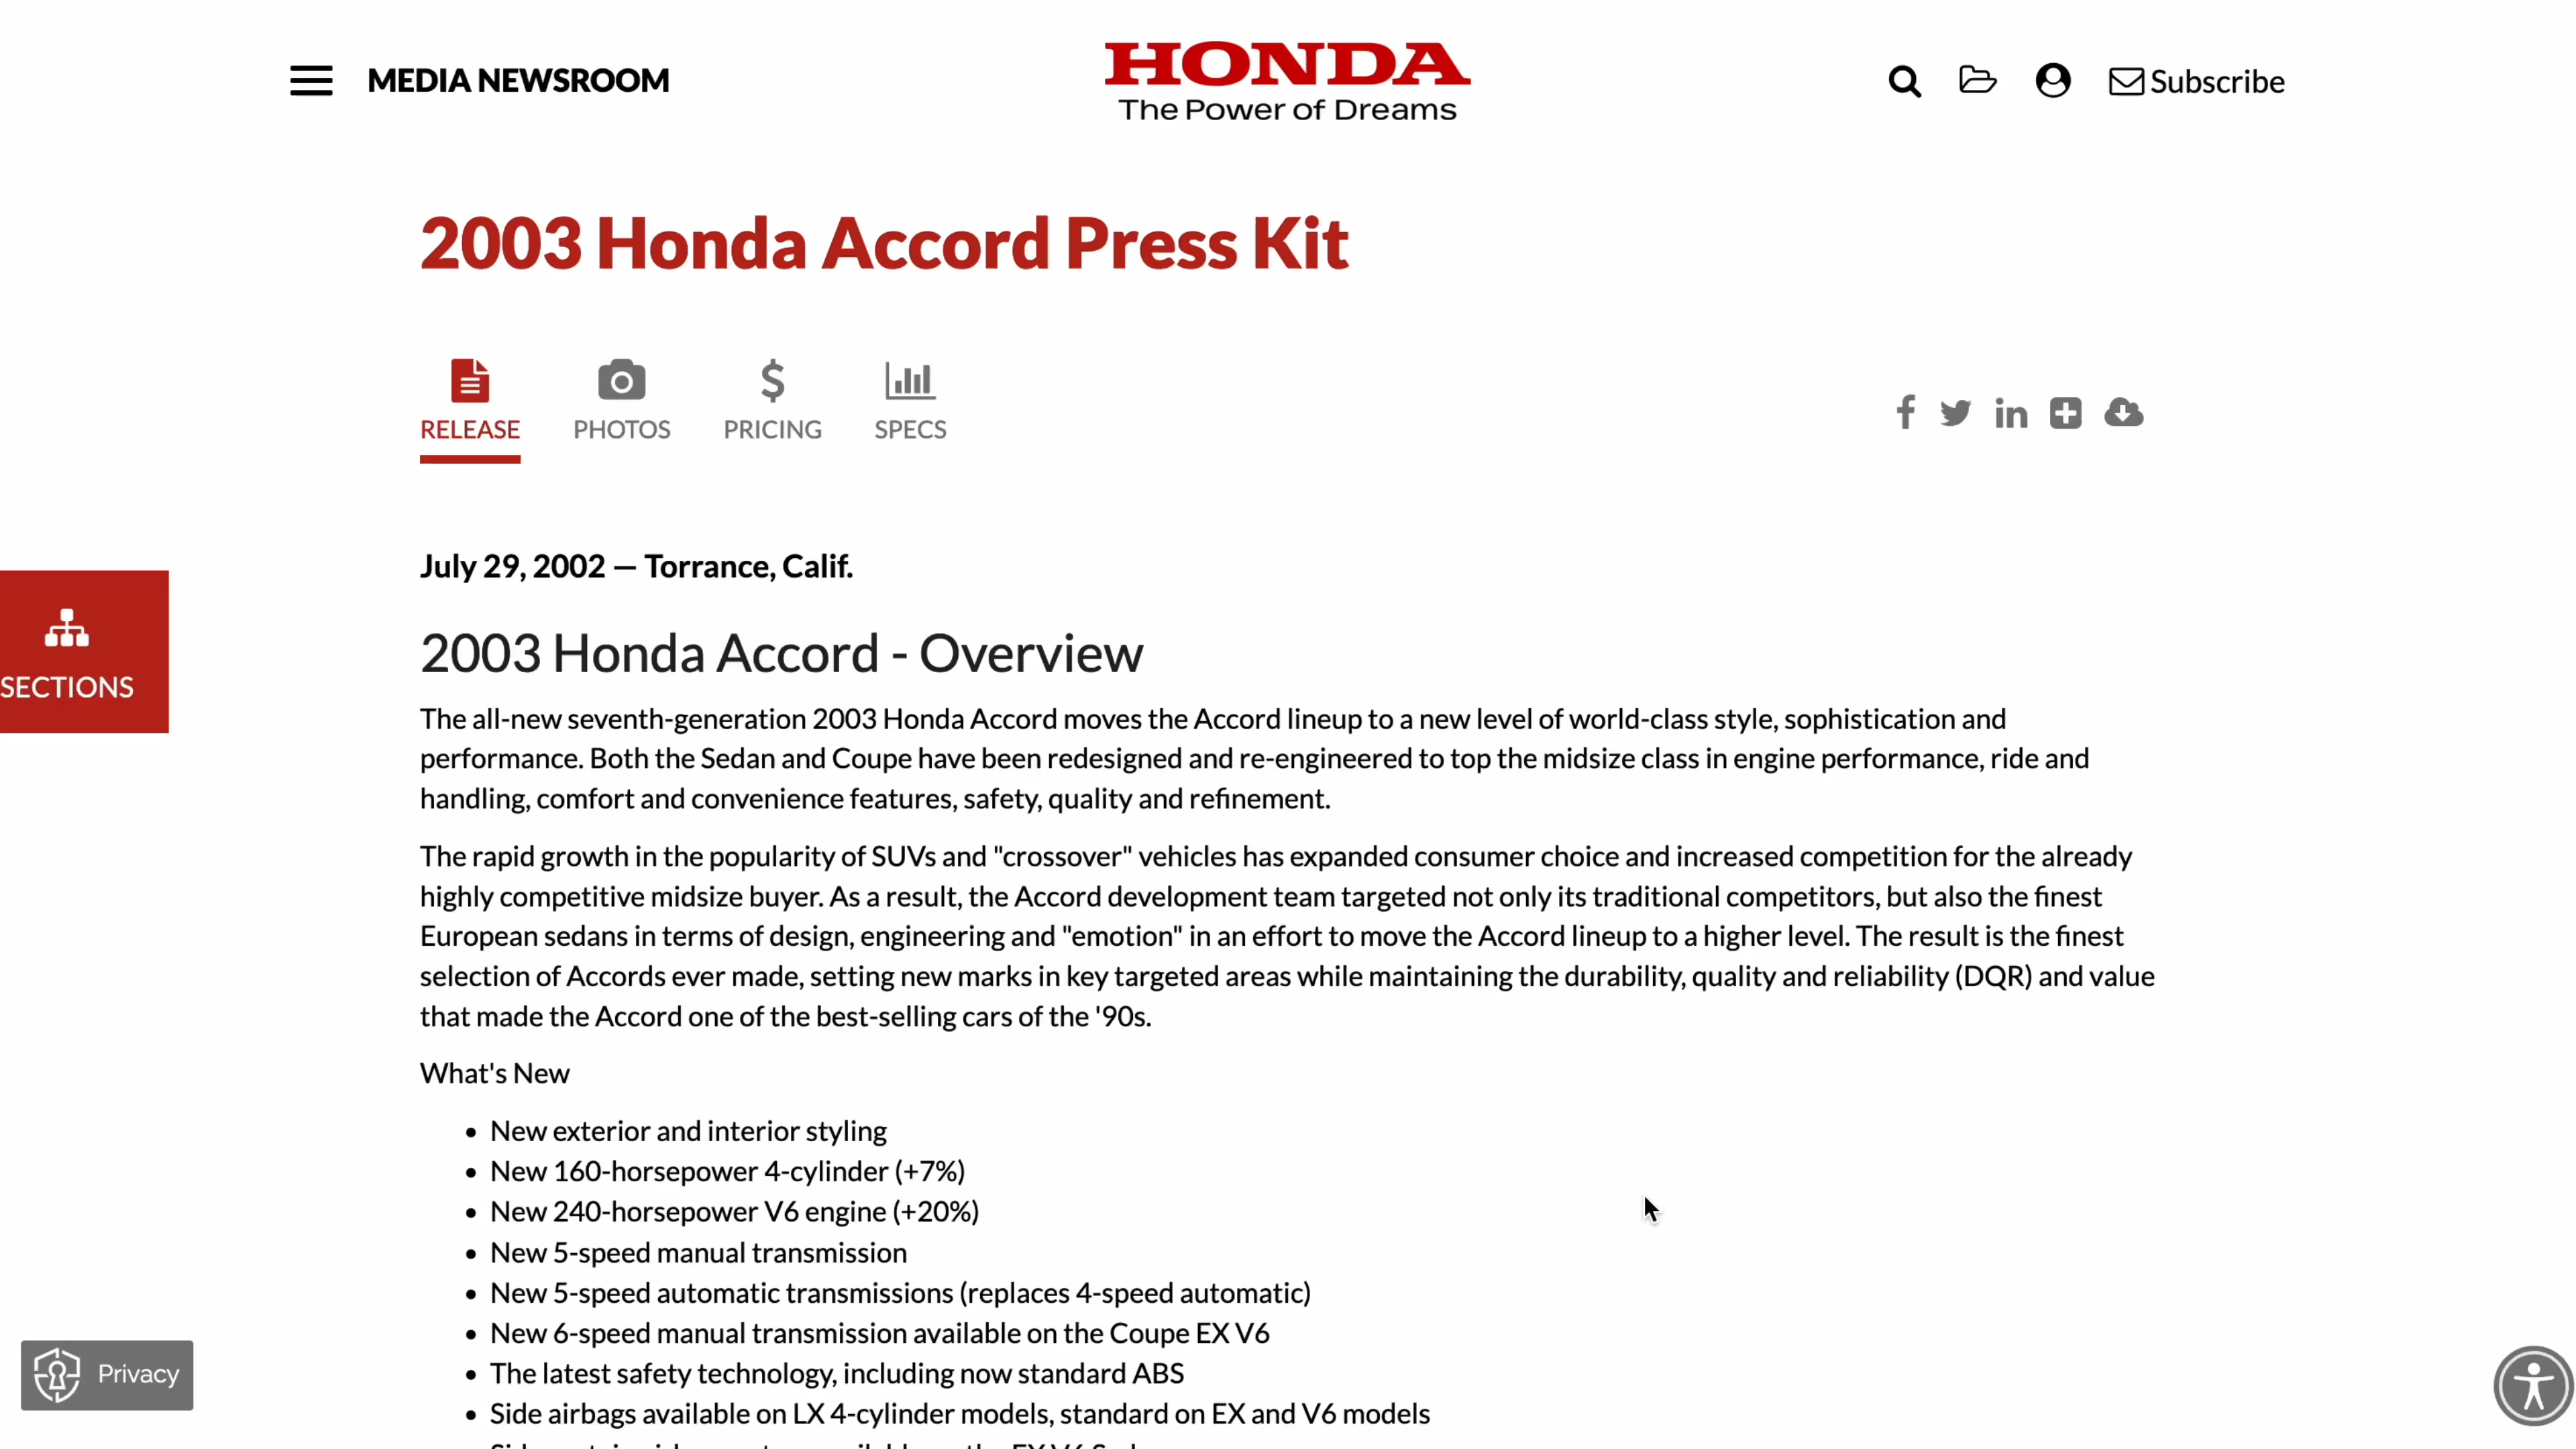 MEDIA NEWSROOM
HONDA
The Power of Dreams
Subscribe
2003 Honda Accord Press Kit
RELEASE
PHOTOS
PRICING
SPECS
SECTIONS
July 29, 2002 — Torrance, Calif.
2003 Honda Accord - Overview
The all-new seventh-generation 2003 Honda Accord moves the Accord lineup to a new level of world-class style, sophistication and
performance. Both the Sedan and Coupe have been redesigned and re-engineered to top the midsize class in engine performance, ride and
handling, comfort and convenience features, safety, quality and refinement.
The rapid growth in the popularity of SUVs and "crossover" vehicles has expanded consumer choice and increased competition for the already
highly competitive midsize buyer. As a result, the Accord development team targeted not only its traditional competitors, but also the finest
European sedans in terms of design, engineering and "emotion" in an effort to move the Accord lineup to a higher level. The result is the finest
selection of Accords ever made, setting new marks in key targeted areas while maintaining the durability, quality and reliability (DQR) and value
that made the Accord one of the best-selling cars of the '90s.
What's New
• New exterior and interior styling
• New 160-horsepower 4-cylinder (+7%)
• New 240-horsepower V6 engine (+20%)
• New 5-speed manual transmission
• New 5-speed automatic transmissions (replaces 4-speed automatic)
• New 6-speed manual transmission available on the Coupe EX V6
• The latest safety technology, including now standard ABS
• Side airbags available on LX 4-cylinder models, standard on EX and V6 models
Privacy